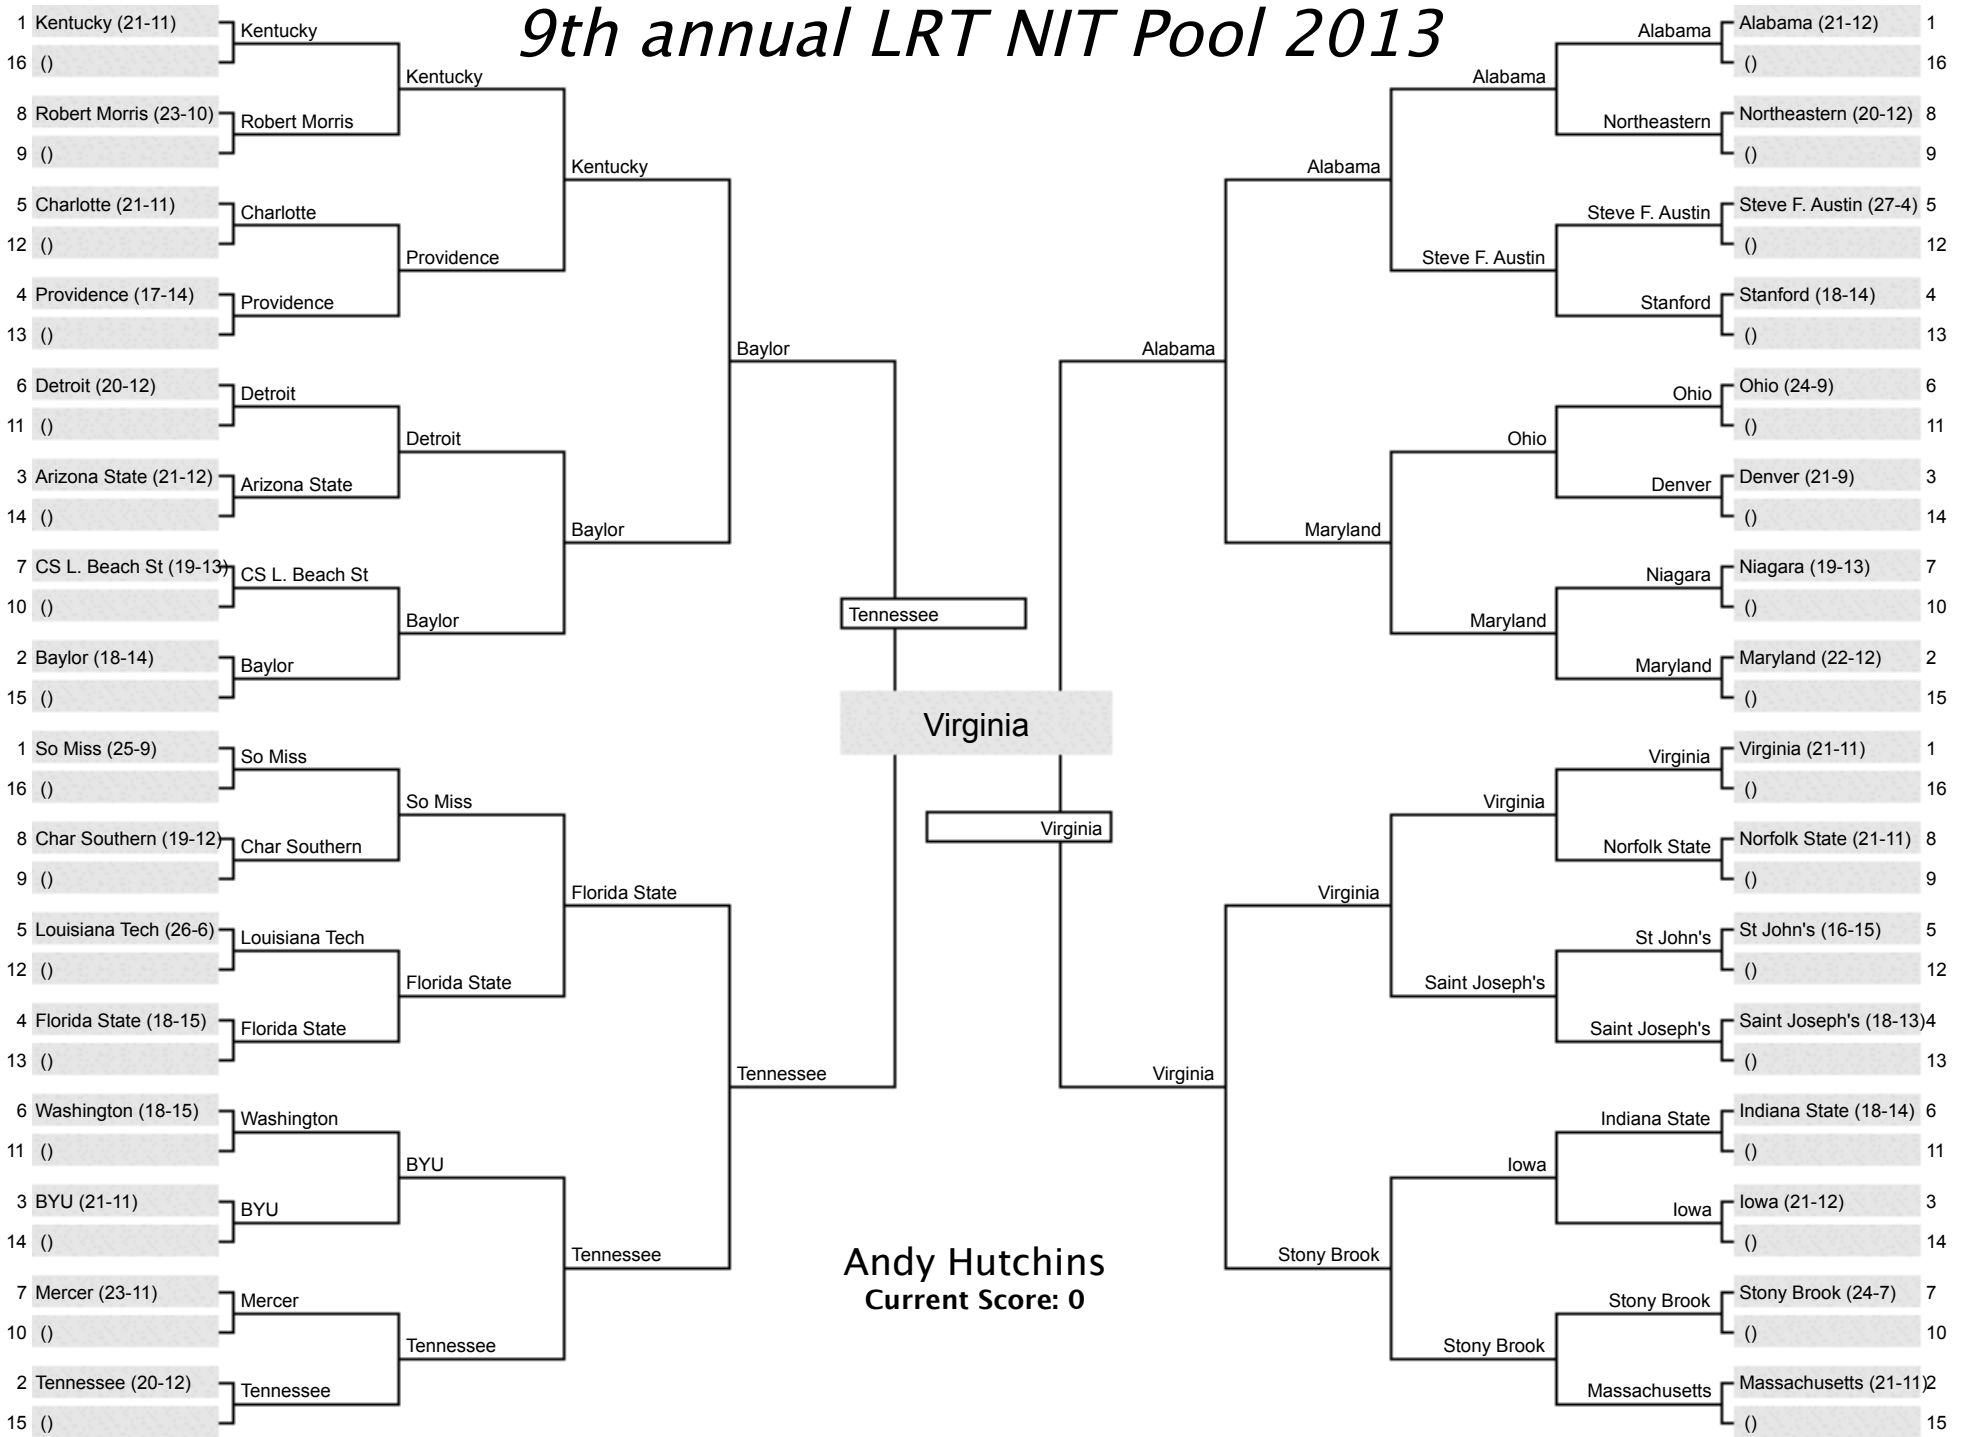 9th annual LRT NIT Pool 2013
1 Kentucky (21-11)
16 ()
8 Robert Morris (23-10)
9 ()
5 Charlotte (21-11)
12 ()
4 Providence (17-14)
13 ()
6 Detroit (20-12)
11 ()
3 Arizona State (21-12)
14 ()
7 CS L. Beach St (19-13)
10 ()
2 Baylor (18-14)
15 ()
1 So Miss (25-9)
16 ()
8 Char Southern (19-12)
9 ()
5 Louisiana Tech (26-6)
12 ()
4 Florida State (18-15)
13 ()
6 Washington (18-15)
11 ()
3 BYU (21-11)
14 ()
7 Mercer (23-11)
10 ()
2 Tennessee (20-12)
15 ()
Kentucky
Robert Morris
Charlotte
Providence
Detroit
Arizona State
CS L. Beach St
Baylor
So Miss
Char Southern
Louisiana Tech
Florida State
Washington
BYU
Mercer
Tennessee
Kentucky
Providence
Detroit
Baylor
So Miss
Florida State
BYU
Tennessee
Kentucky
Baylor
Florida State
Tennessee
Baylor
Tennessee
Tennessee
Virginia
Virginia
Andy Hutchins
Current Score: 0
Alabama
Virginia
Alabama
Maryland
Virginia
Stony Brook
Alabama
Steve F. Austin
Ohio
Maryland
Virginia
Saint Joseph's
Iowa
Stony Brook
Alabama
Northeastern
Steve F. Austin
Stanford
Ohio
Denver
Niagara
Maryland
Virginia
Norfolk State
St John's
Saint Joseph's
Indiana State
Iowa
Stony Brook
Massachusetts
Alabama (21-12) 1
() 16
Northeastern (20-12) 8
() 9
Steve F. Austin (27-4) 5
() 12
Stanford (18-14) 4
() 13
Ohio (24-9) 6
() 11
Denver (21-9) 3
() 14
Niagara (19-13) 7
() 10
Maryland (22-12) 2
() 15
Virginia (21-11) 1
() 16
Norfolk State (21-11) 8
() 9
St John's (16-15) 5
() 12
Saint Joseph's (18-13) 4
() 13
Indiana State (18-14) 6
() 11
Iowa (21-12) 3
() 14
Stony Brook (24-7) 7
() 10
Massachusetts (21-11) 2
() 15